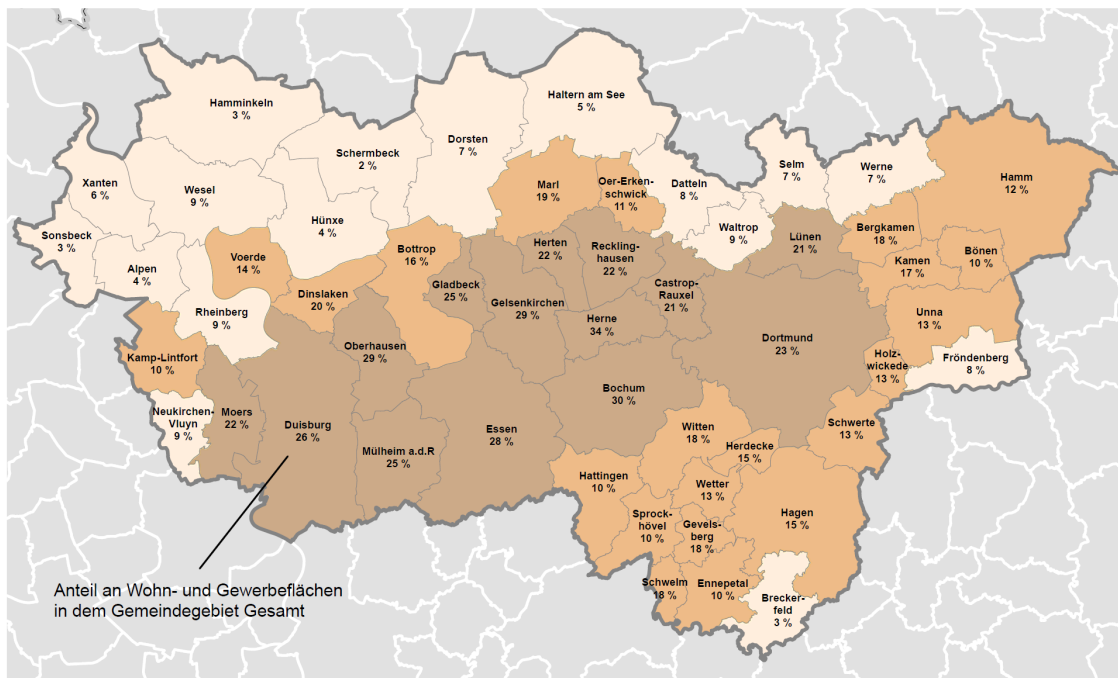 Hamminkeln
3 %
Haltern am See
5 %
Dorsten
7 %
Schermbeck
2 %
Selm
7 %
Werne
7 %
Hamm
12 %
Xanten
6 %
Wesel
9 %
Marl
19 %
Oer-Erken-
schwick
11 %
Datteln
8 %
Hünxe
4 %
Waltrop
9 %
Bergkamen
18 %
Sonsbeck
3 %
Voerde
14 %
Bottrop
16 %
Herten
22 %
Reckling-
hausen
22 %
Lünen
21 %
Bönen
10 %
Kamen
17 %
Alpen
4 %
Dinslaken
20 %
Gladbeck
25 %
Gelsenkirchen
29 %
Castrop-
Rauxel
21 %
Rheinberg
9 %
Herne
34 %
Unna
13 %
Oberhausen
29 %
Dortmund
23 %
Kamp-Lintfort
10 %
Holz-
wickede
13 %
Fröndenberg
8 %
Bochum
30 %
Neukirchen-
Vluyn
9 %
Moers
22 %
Duisburg
26 %
Essen
28 %
Mülheim a.d.R
25 %
Witten
18 %
Herdecke
15 %
Schwerte
13 %
Hattingen
10 %
Wetter
13 %
Sprock-
hövel
10 %
Gevels-
berg
18 %
Hagen
15 %
Schwelm
18 %
Ennepetal
10 %
Brecker-
feld
3 %
Anteil an Wohn- und Gewerbeflächen
in dem Gemeindegebiet Gesamt